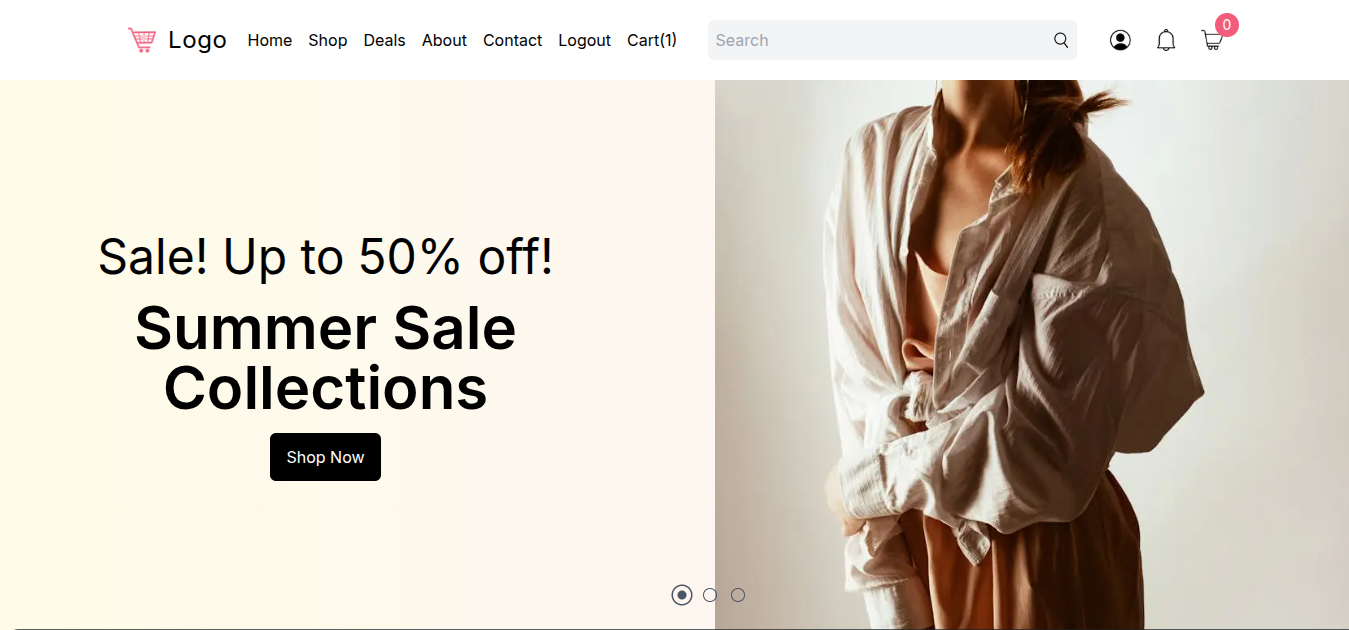 Logo Home Shop Deals About Contact Logout Cart(1) Search 0
Sale! Up to 50% off!
Summer Sale
Collections
Shop Now